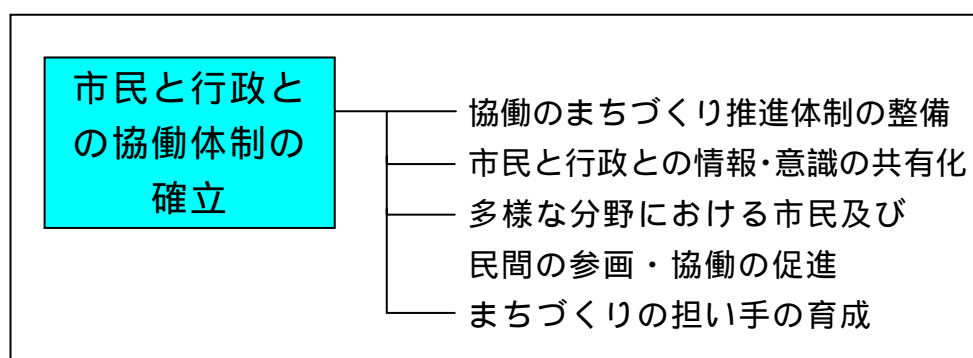 市民と行政と
の協働体制の
確立
協働のまちづくり推進体制の整備
市民と行政との情報・意識の共有化
多様な分野における市民及び
民間の参画・協働の促進
まちづくりの担い手の育成